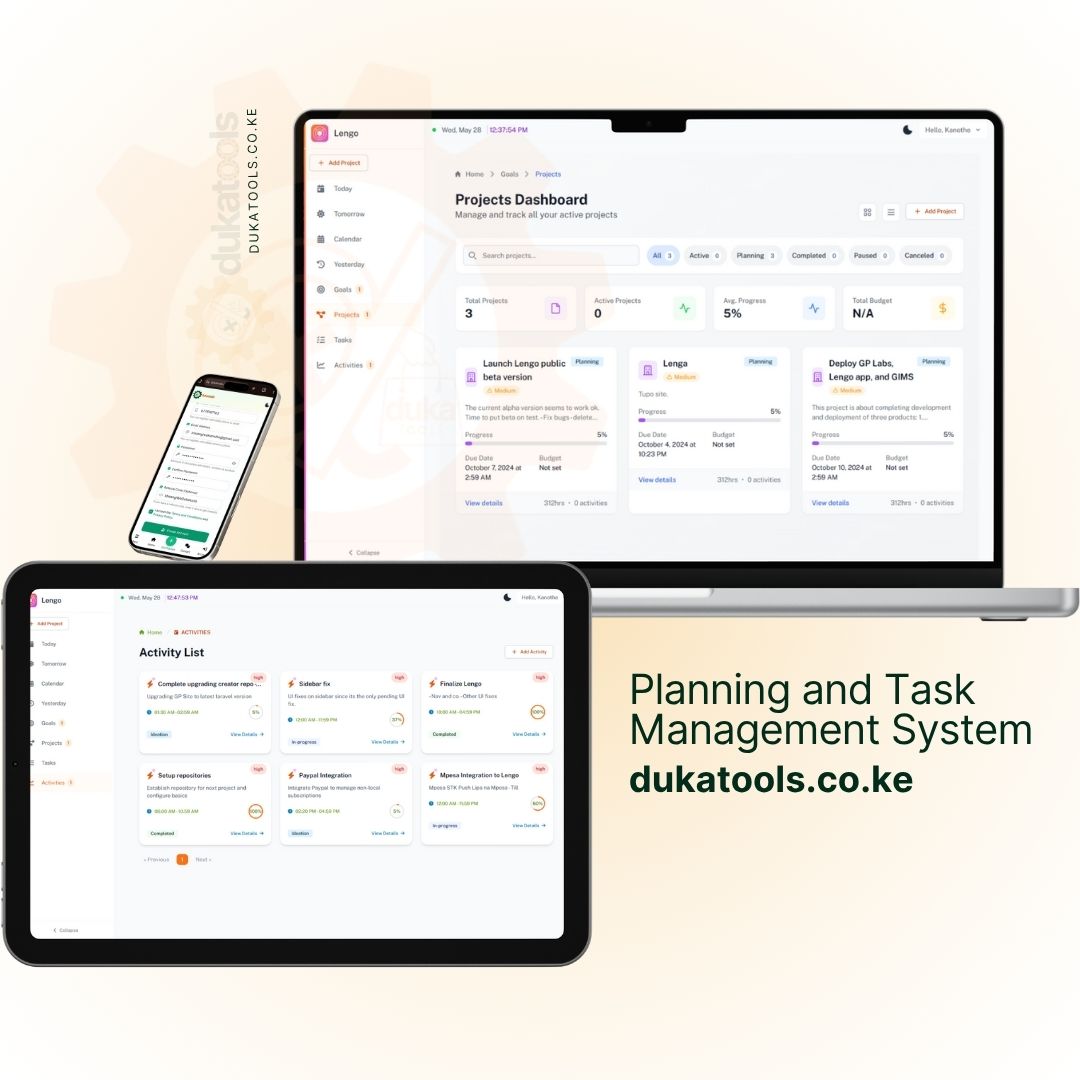 dukatools
DUKATOOLS.CO.KE
Lengo
Wed, May 28 12:37:54 PM
Hello, Kanotho
+ Add Project
Today
Tomorrow
Calendar
Yesterday
Goals 1
Projects 1
Tasks
Activities 1
Collapse
Home > Goals > Projects
Projects Dashboard
Manage and track all your active projects
+ Add Project
Search projects...
All 3 Active 0 Planning 3 Completed 0 Paused 0 Canceled 0
Total Projects
3
Active Projects
0
Avg. Progress
5%
Total Budget
N/A
Launch Lengo public
beta version
Planning
Medium
The current alpha version seems to work ok.
Time to put beta on test. - Fix bugs - delete...
Progress 5%
Due Date Budget
October 7, 2024 at Not set
2:59 AM
View details 312hrs • 0 activities
Lenga
Planning
Medium
Tupo site.
Progress 5%
Due Date Budget
October 4, 2024 at Not set
10:23 PM
View details 312hrs • 0 activities
Deploy GP Labs,
Lengo app, and GIMS
Planning
Medium
This project is about completing development
and deployment of three products: 1....
Progress 5%
Due Date Budget
October 10, 2024 at Not set
2:59 AM
View details 312hrs • 0 activities
Lengo
Wed, May 28 12:47:53 PM
Hello, Kanotho
+ Add Project
Today
Tomorrow
Calendar
Yesterday
Goals 1
Projects 1
Tasks
Activities 1
Collapse
Home / ACTIVITIES
Activity List
+ Add Activity
Complete upgrading creator repo -...
high
Upgrading GP Site to latest laravel version
01:30 AM - 02:59 AM
5%
Ideation
View Details →
Sidebar fix
high
UI fixes on sidebar since its the only pending UI
fix.
12:00 AM - 11:59 PM
37%
In-progress
View Details →
Finalize Lengo
high
-Nav and co - Other UI fixes
10:00 AM - 04:59 PM
100%
Completed
View Details →
Setup repositories
high
Establish repository for next project and
configure basics
08:00 AM - 10:59 AM
100%
Completed
View Details →
Paypal Integration
high
Integrate Paypal to manage non-local
subscriptions
02:20 PM - 04:59 PM
5%
Ideation
View Details →
Mpesa Integration to Lengo
high
Mpesa STK Push Lipa na Mpesa - Till
12:00 AM - 11:59 PM
60%
In-progress
View Details →
« Previous 1 Next »
Planning and Task
Management System
dukatools.co.ke